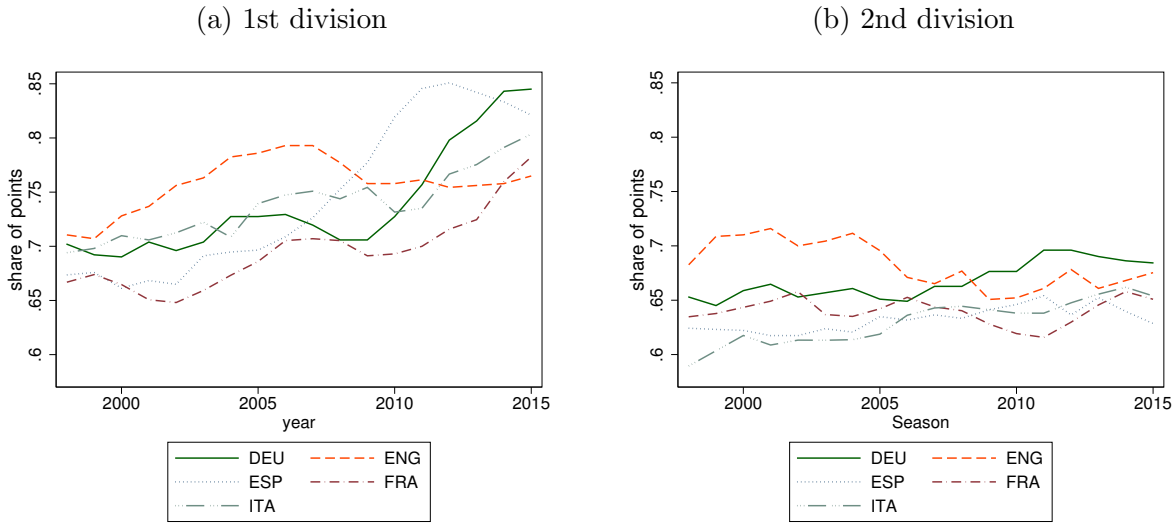 (a) 1st division
.85
.8
.75
.7
.65
.6
share of points
2000 2005 2010 2015
year
DEU ENG
ESP FRA
ITA
(b) 2nd division
.85
.8
.75
.7
.65
.6
share of points
2000 2005 2010 2015
Season
DEU ENG
ESP FRA
ITA